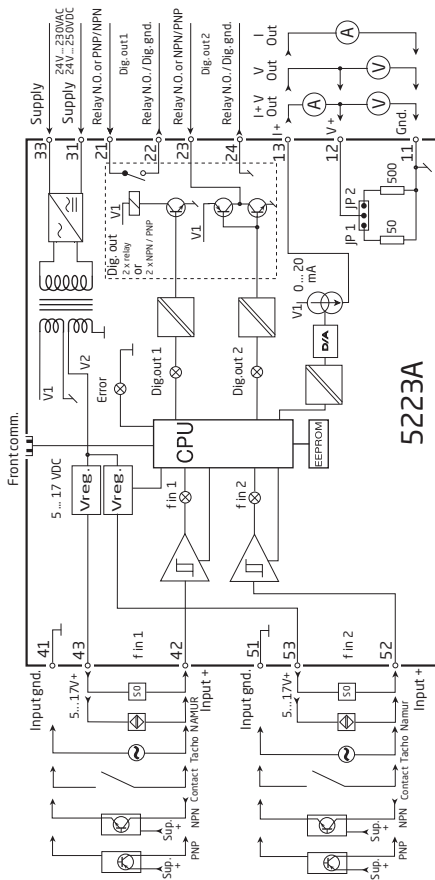 Front comm.
Supply
24V...230VAC
Supply 24V...250VDC
Relay N.O. or PNP/NPN
Dig.out1
Relay N.O. / Dig. gnd.
Relay N.O. or NPN/PNP
Dig.out2
Relay N.O. / Dig. gnd.
I+V Out
V Out
I Out
A
A
V
V
33
31
21
22
23
24
13 I+
12 V+
11 Gnd.
V1
V2
V1
V1
Dig. out
2 x relay
or
2 x NPN / PNP
Error
Dig.out 1
Dig.out 2
V1 0...20 mA
D/A
JP 1
JP 2
50
500
5 ... 17 VDC
Vreg.
Vreg.
CPU
EEPROM
f in 1
f in 2
5223A
41
43
f in 1
42
51
53
f in 2
52
Input gnd.
5...17V+
S0
Input +
NAMUR
Tacho
Contact
NPN
Sup. +
PNP
Sup. +
Input gnd.
5...17V+
S0
Input +
Namur
Tacho
Contact
NPN
Sup. +
PNP
Sup. +